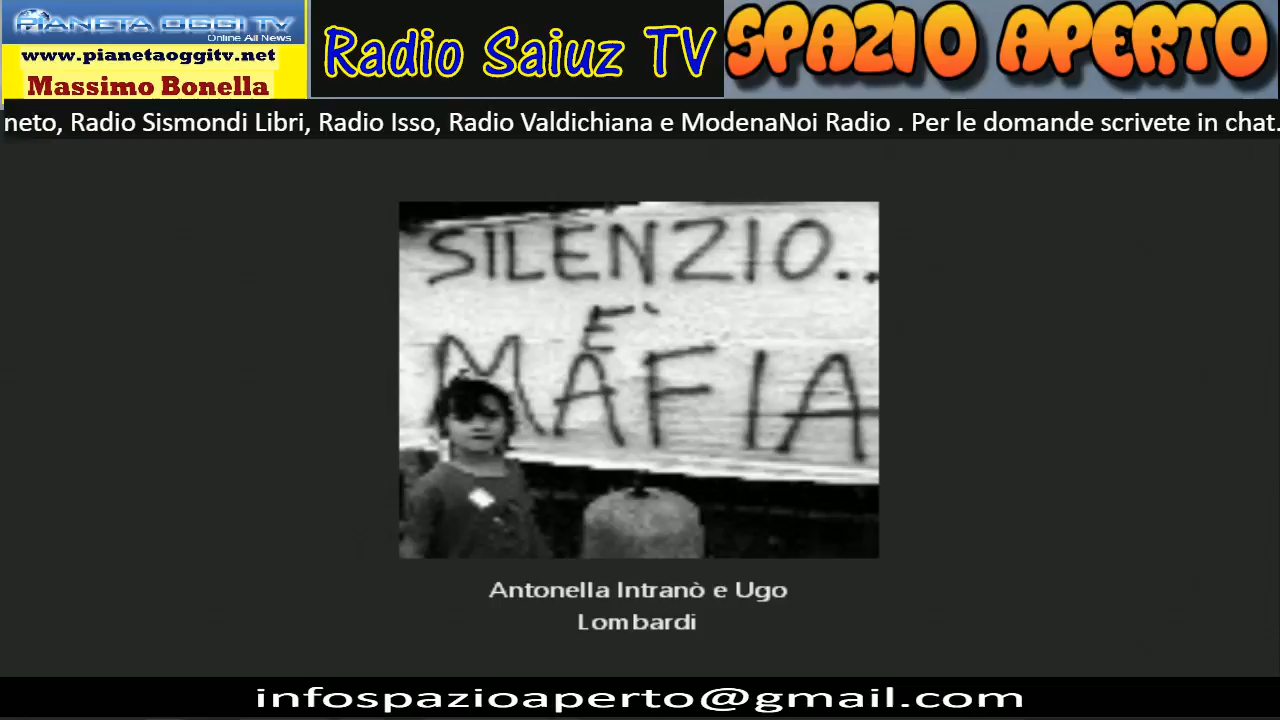 PIANETA OGGI TV
Online All News
www.pianetaoggitv.net
Massimo Bonella
Radio Saiuz TV
SPAZIO APERTO
neto, Radio Sismondi Libri, Radio Isso, Radio Valdichiana e ModenaNoi Radio . Per le domande scrivete in chat.
SILENZIO..
E'
MAFIA
Antonella Intranò e Ugo
Lombardi
infospazioaperto@gmail.com